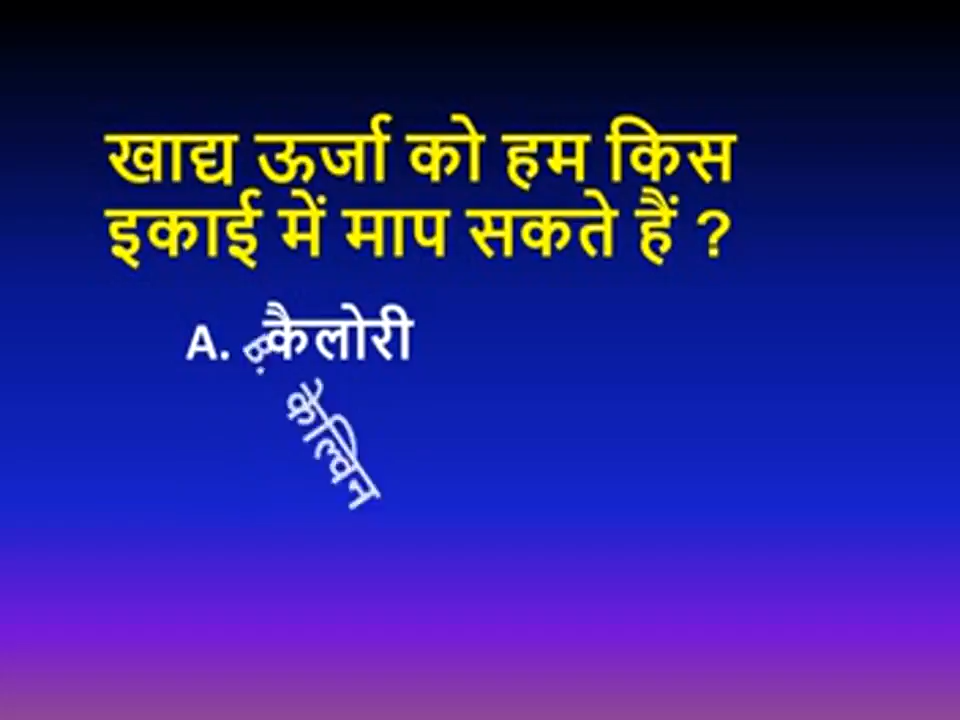 खाद्य ऊर्जा को हम किस
इकाई में माप सकते हैं ?
A. कैलोरी
B. कैल्विन